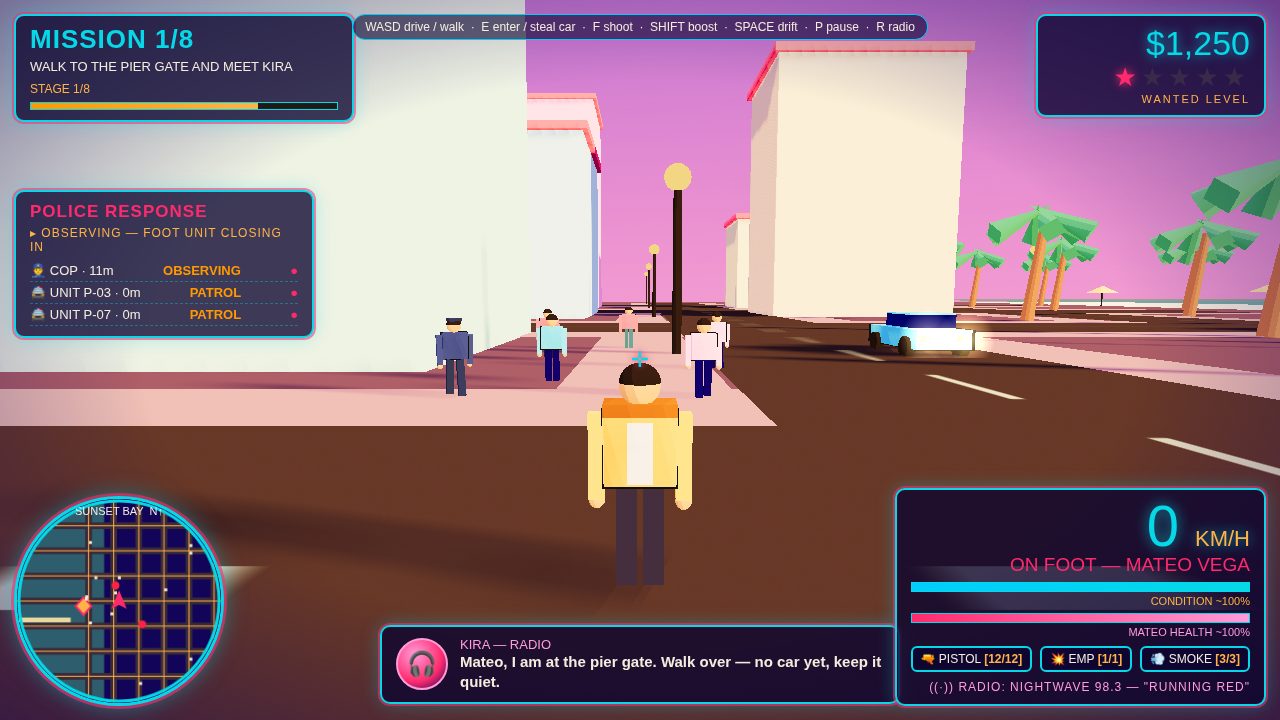 MISSION 1/8
WALK TO THE PIER GATE AND MEET KIRA
STAGE 1/8
WASD drive / walk · E enter / steal car · F shoot · SHIFT boost · SPACE drift · P pause · R radio
$1,250
★★★★★
WANTED LEVEL
POLICE RESPONSE
▸ OBSERVING — FOOT UNIT CLOSING
IN
COP · 11m OBSERVING ●
UNIT P-03 · 0m PATROL ●
UNIT P-07 · 0m PATROL ●
SUNSET BAY N
KIRA — RADIO
Mateo, I am at the pier gate. Walk over — no car yet, keep it
quiet.
0 KM/H
ON FOOT — MATEO VEGA
CONDITION ~100%
MATEO HEALTH ~100%
PISTOL [12/12] EMP [1/1] SMOKE [3/3]
((·)) RADIO: NIGHTWAVE 98.3 — "RUNNING RED"